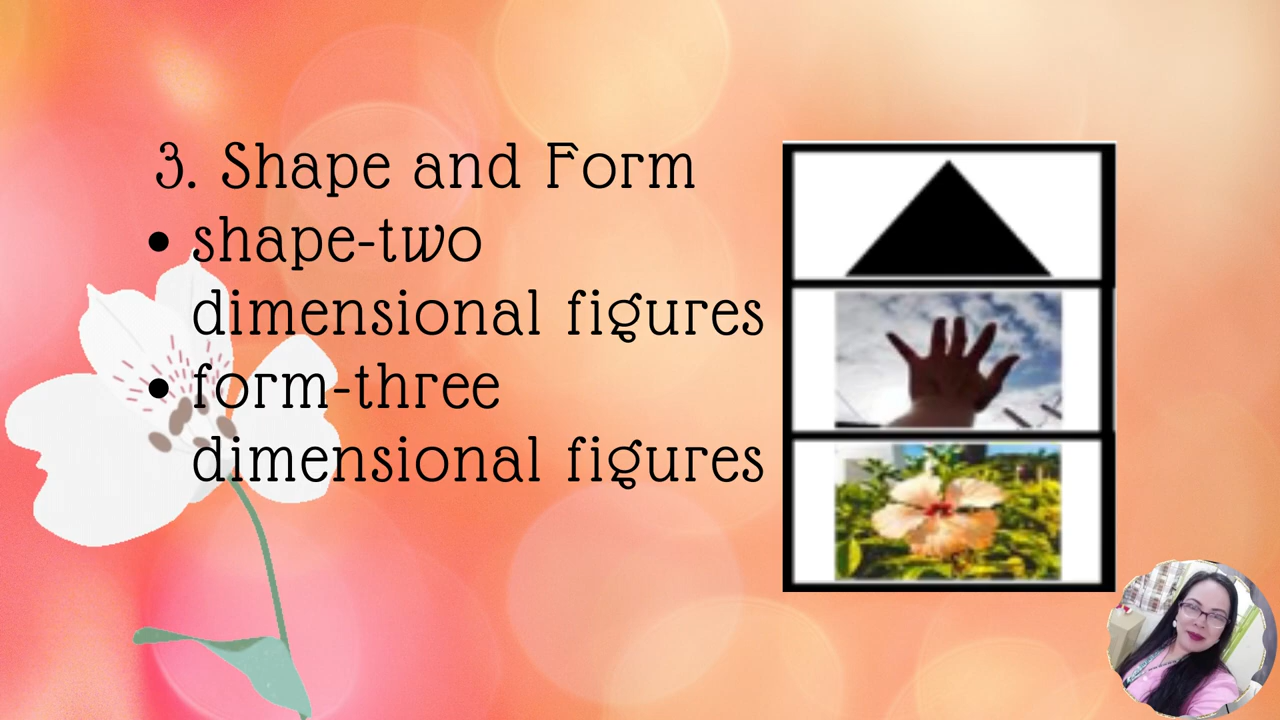 3. Shape and Form
• shape-two
dimensional figures
• form-three
dimensional figures